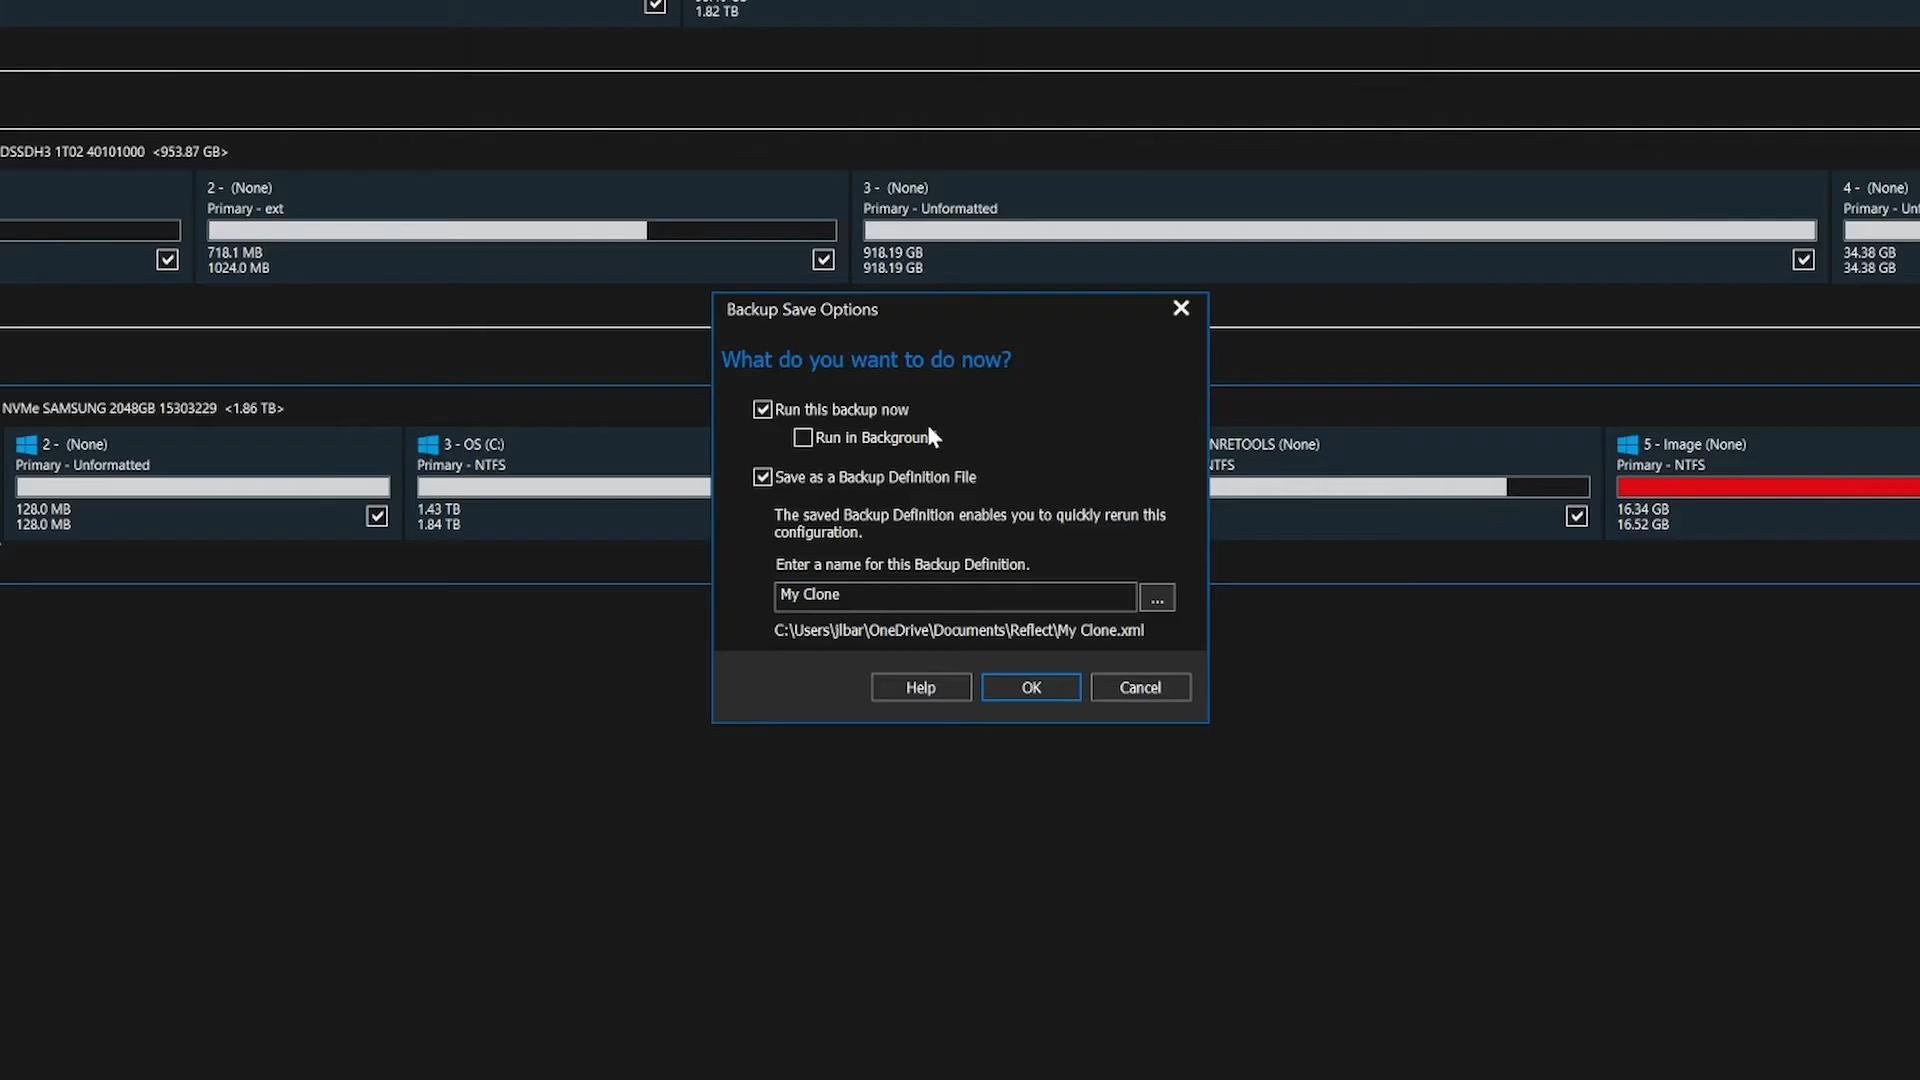 1.82 TB
DSSDH3 1T02 40101000 <953.87 GB>
2 - (None)
Primary - ext
718.1 MB
1024.0 MB
3 - (None)
Primary - Unformatted
918.19 GB
918.19 GB
4 - (None)
Primary -
34.38 GB
34.38 GB
Backup Save Options
What do you want to do now?
Run this backup now
Run in Background
Save as a Backup Definition File
The saved Backup Definition enables you to quickly rerun this
configuration.
Enter a name for this Backup Definition.
My Clone
...
C:\Users\jlbar\OneDrive\Documents\Reflect\My Clone.xml
Help
OK
Cancel
NVMe SAMSUNG 2048GB 15303229 <1.86 TB>
2 - (None)
Primary - Unformatted
128.0 MB
128.0 MB
3 - OS (C:)
Primary - NTFS
1.43 TB
1.84 TB
NRETOOLS (None)
NTFS
5 - Image (None)
Primary - NTFS
16.34 GB
16.52 GB